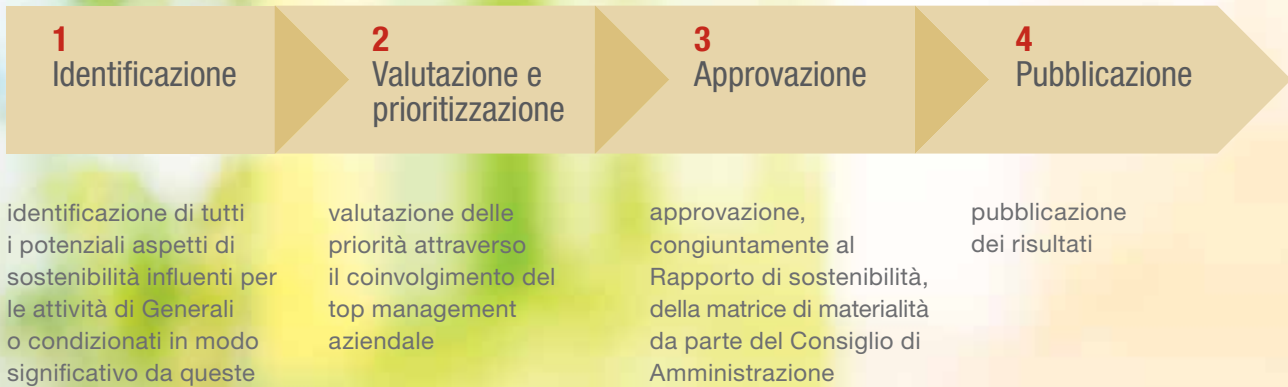 1
Identificazione
2
Valutazione e
prioritizzazione
3
Approvazione
4
Pubblicazione
identificazione di tutti
i potenziali aspetti di
sostenibilità influenti per
le attività di Generali
o condizionati in modo
significativo da queste
valutazione delle
priorità attraverso
il coinvolgimento del
top management
aziendale
approvazione,
congiuntamente al
Rapporto di sostenibilità,
della matrice di materialità
da parte del Consiglio di
Amministrazione
pubblicazione
dei risultati